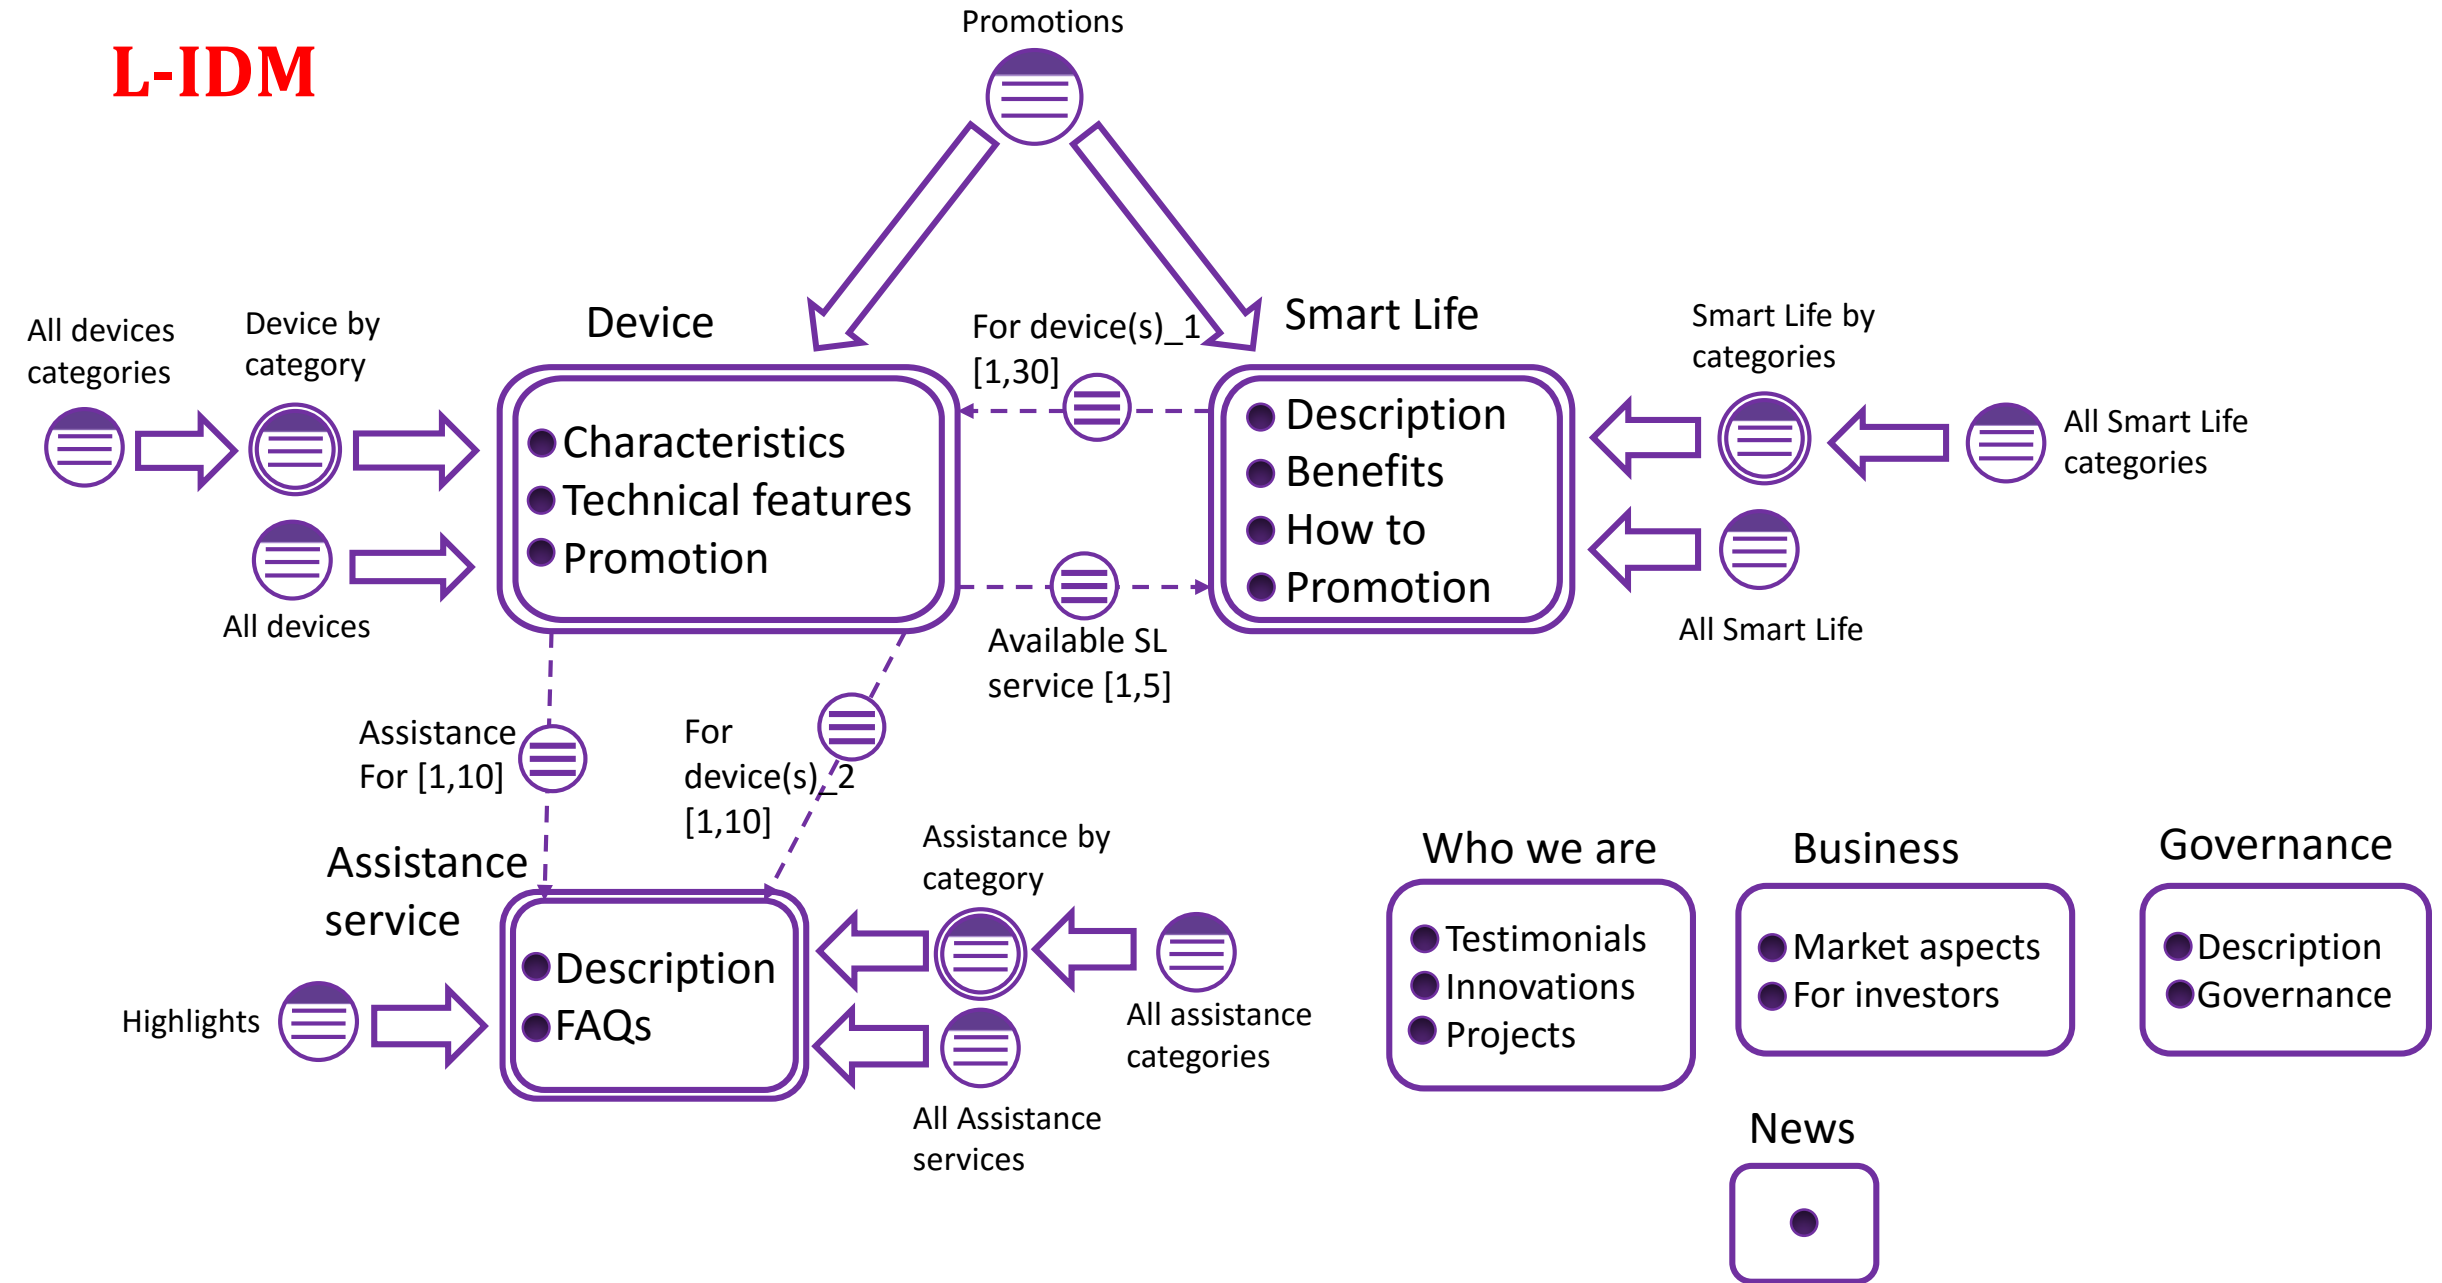 L-IDM
Promotions
All devices
categories
Device by
category
Device
For device(s)_1
[1,30]
Smart Life
Smart Life by
categories
All Smart Life
categories
Characteristics
Technical features
Promotion
Description
Benefits
How to
Promotion
All devices
Available SL
service [1,5]
All Smart Life
Assistance
For [1,10]
For
device(s)_2
[1,10]
Assistance
service
Assistance by
category
Description
FAQs
Highlights
All assistance
categories
All Assistance
services
Who we are
Testimonials
Innovations
Projects
Business
Market aspects
For investors
Governance
Description
Governance
News